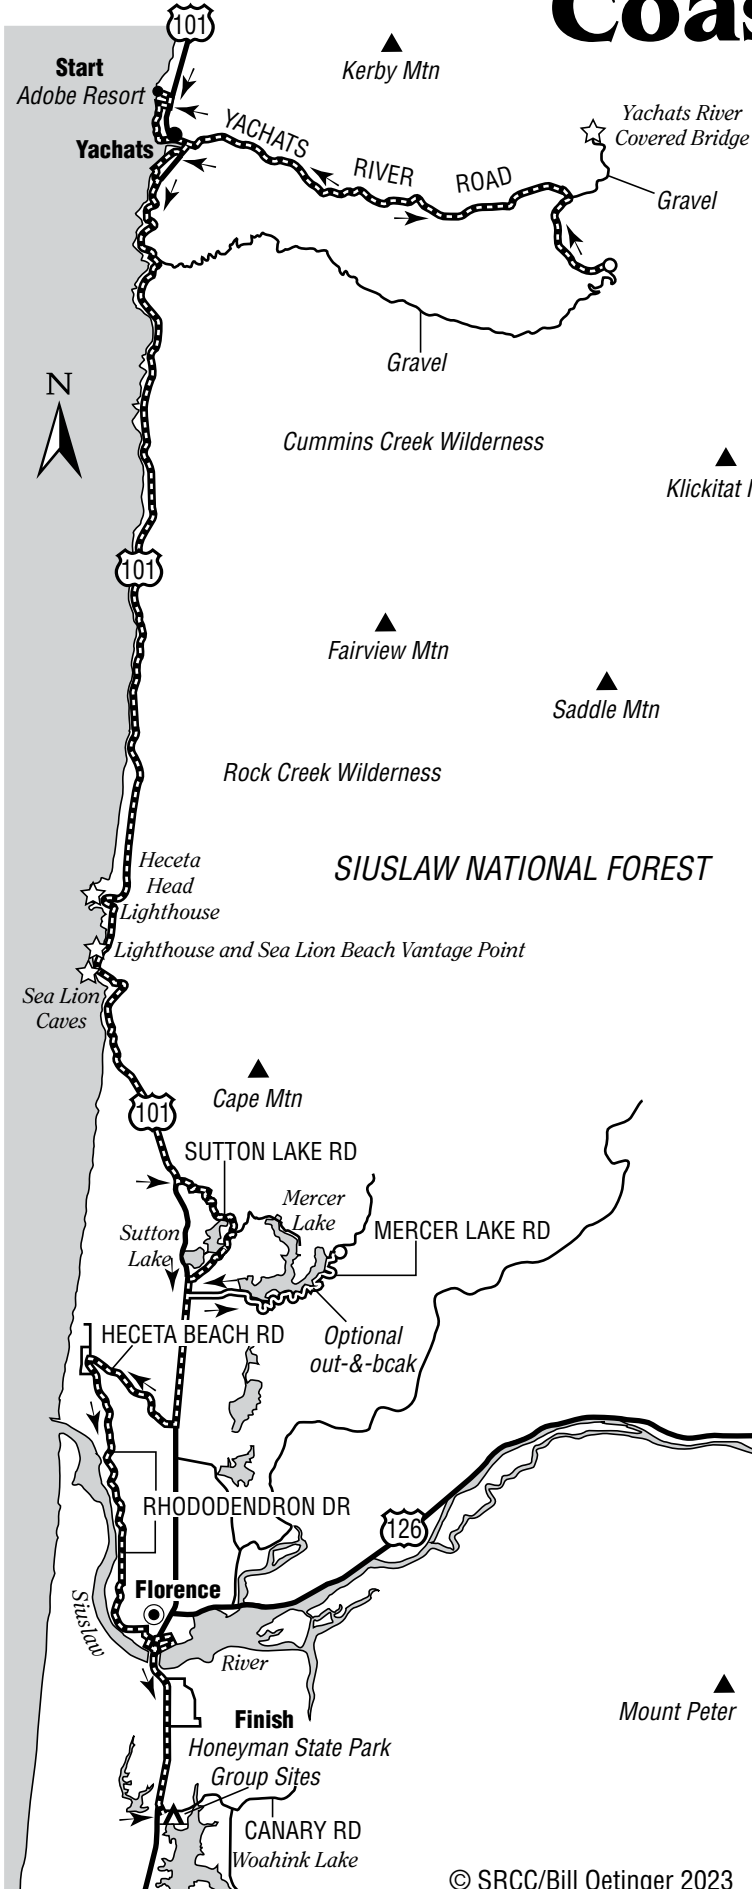 Coas
101
Start
Adobe Resort
Kerby Mtn
Yachats River
Covered Bridge
Yachats
YACHATS RIVER ROAD
Gravel
Gravel
N
Cummins Creek Wilderness
Klickitat
101
Fairview Mtn
Saddle Mtn
Rock Creek Wilderness
Heceta
Head
Lighthouse
SIUSLAW NATIONAL FOREST
Lighthouse and Sea Lion Beach Vantage Point
Sea Lion
Caves
Cape Mtn
101
SUTTON LAKE RD
Mercer
Lake
Sutton
Lake
MERCER LAKE RD
HECETA BEACH RD
Optional
out-&-bcak
RHODODENDRON DR
126
Florence
Siuslaw
River
Mount Peter
Finish
Honeyman State Park
Group Sites
CANARY RD
Woahink Lake
© SRCC/Bill Oetinger 2023